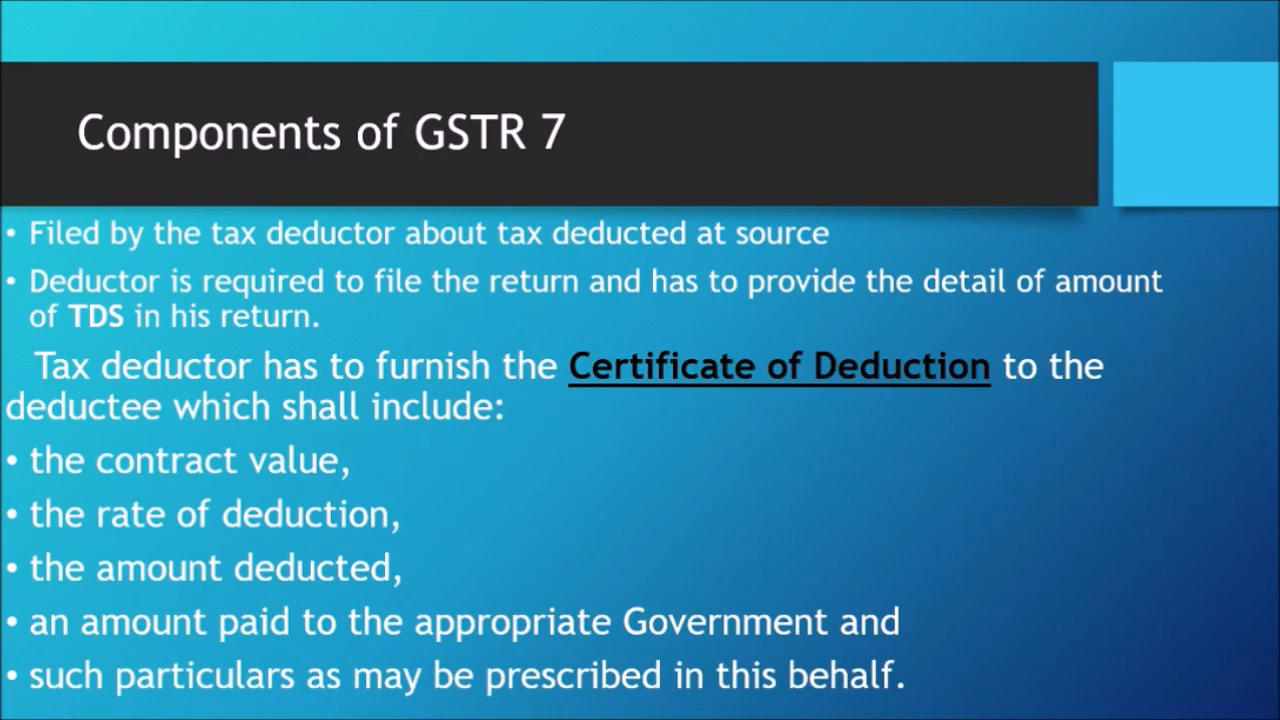 Components of GSTR 7
• Filed by the tax deductor about tax deducted at source
• Deductor is required to file the return and has to provide the detail of amount
of TDS in his return.
Tax deductor has to furnish the Certificate of Deduction to the
deductee which shall include:
• the contract value,
• the rate of deduction,
• the amount deducted,
• an amount paid to the appropriate Government and
• such particulars as may be prescribed in this behalf.